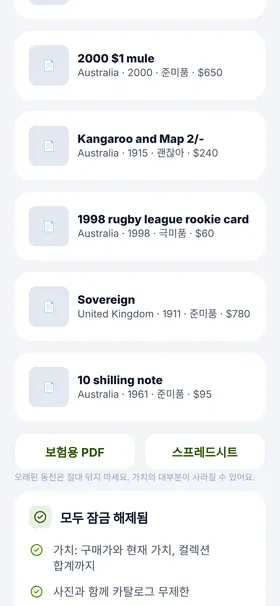 2000 $1 mule
Australia · 2000 · 준미품 · $650
Kangaroo and Map 2/-
Australia · 1915 · 괜찮아 · $240
1998 rugby league rookie card
Australia · 1998 · 극미품 · $60
Sovereign
United Kingdom · 1911 · 준미품 · $780
10 shilling note
Australia · 1961 · 준미품 · $95
보험용 PDF
스프레드시트
오래된 동전은 절대 닦지 마세요. 가치의 대부분이 사라질 수 있어요.
모두 잠금 해제됨
가치: 구매가와 현재 가치, 컬렉션
합계까지
사진과 함께 카탈로그 무제한